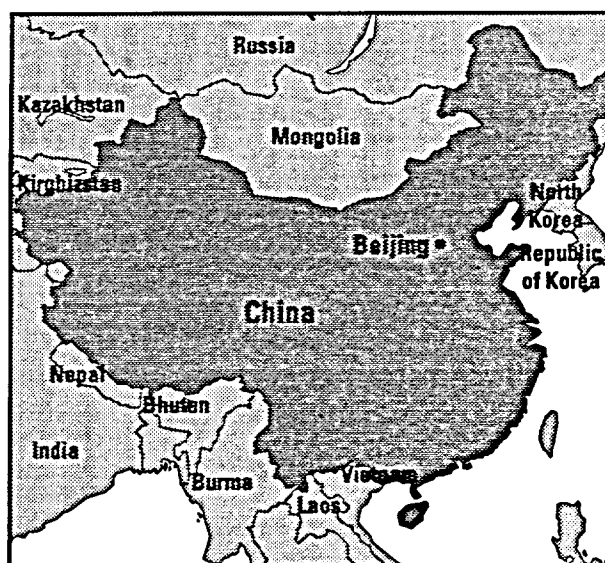 Russia
Kazakhstan
Mongolia
Kirghizstan
North
Korea
Beijing
Republic
of Korea
China
Nepal
Bhutan
India
Burma
Vietnam
Laos